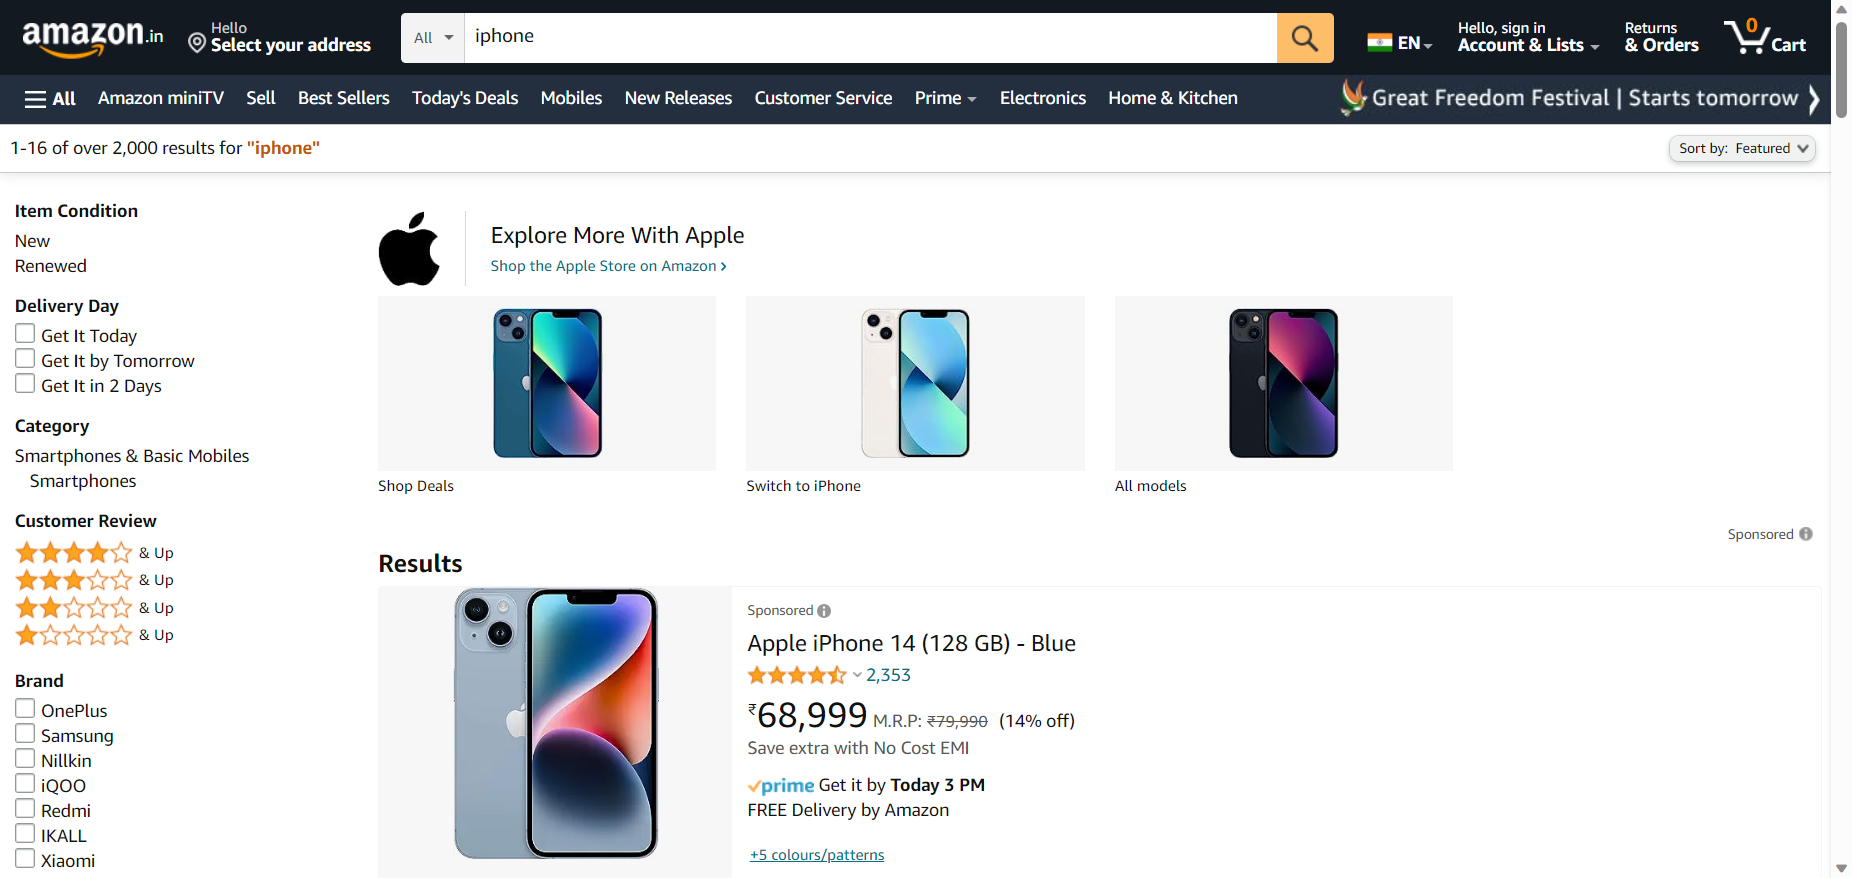 amazon.in
Hello
Select your address
All
iphone
EN
Hello, sign in
Account & Lists
Returns
& Orders
0
Cart
All
Amazon miniTV
Sell
Best Sellers
Today's Deals
Mobiles
New Releases
Customer Service
Prime
Electronics
Home & Kitchen
Great Freedom Festival | Starts tomorrow
1-16 of over 2,000 results for "iphone"
Sort by: Featured
Item Condition
New
Renewed
Delivery Day
Get It Today
Get It by Tomorrow
Get It in 2 Days
Category
Smartphones & Basic Mobiles
Smartphones
Customer Review
& Up
& Up
& Up
& Up
Brand
OnePlus
Samsung
Nillkin
iQOO
Redmi
IKALL
Xiaomi
Explore More With Apple
Shop the Apple Store on Amazon ›
Shop Deals
Switch to iPhone
All models
Sponsored
Results
Sponsored
Apple iPhone 14 (128 GB) - Blue
2,353
₹68,999 M.R.P: ₹79,990 (14% off)
Save extra with No Cost EMI
prime Get it by Today 3 PM
FREE Delivery by Amazon
+5 colours/patterns